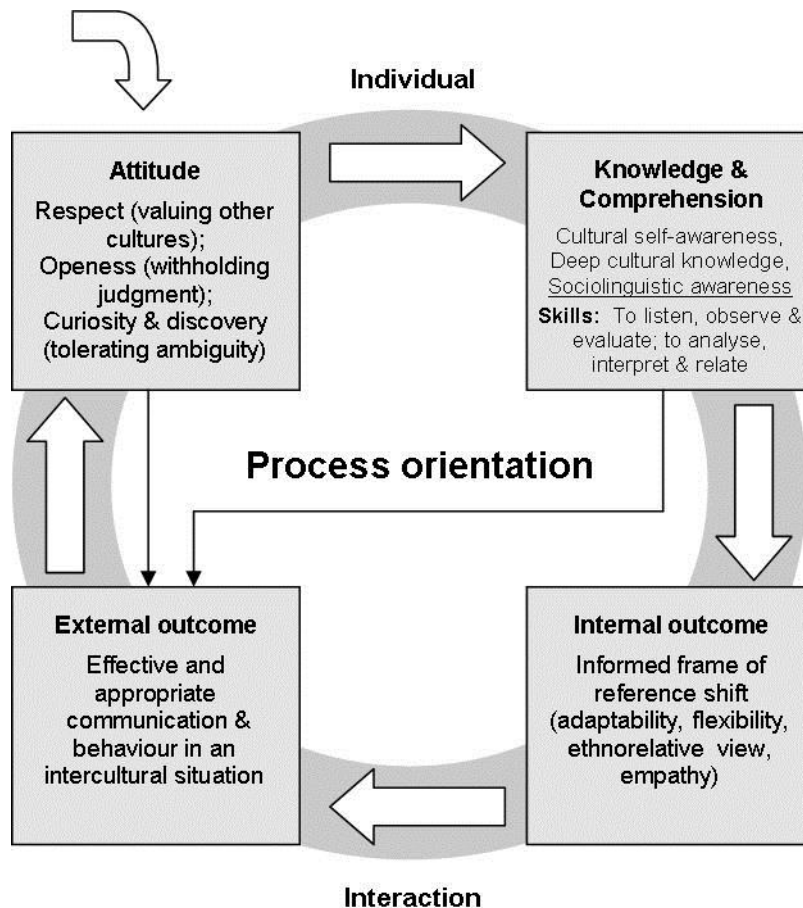 Individual
Attitude
Respect (valuing other
cultures);
Openess (withholding
judgment);
Curiosity & discovery
(tolerating ambiguity)
Knowledge &
Comprehension
Cultural self-awareness,
Deep cultural knowledge,
Sociolinguistic awareness
Skills: To listen, observe &
evaluate; to analyse,
interpret & relate
Process orientation
External outcome
Effective and
appropriate
communication &
behaviour in an
intercultural situation
Internal outcome
Informed frame of
reference shift
(adaptability, flexibility,
ethnorelative view,
empathy)
Interaction